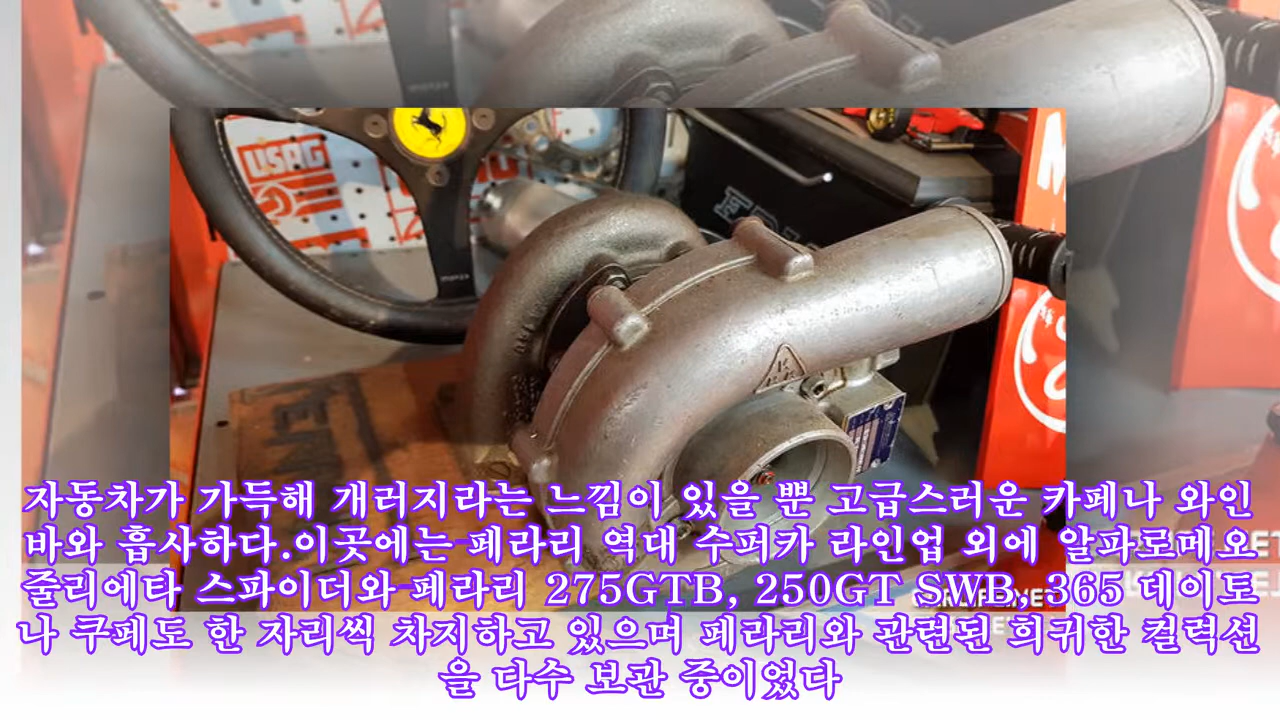 USAG
자동차가 가득해 개러지라는 느낌이 있을 뿐 고급스러운 카페나 와인
바와 흡사하다.이곳에는 페라리 역대 수퍼카 라인업 외에 알파로메오
줄리에타 스파이더와 페라리 275GTB, 250GT SWB, 365 데이토
나 쿠페도 한 자리씩 차지하고 있으며 페라리와 관련된 희귀한 컬렉션
을 다수 보관 중이었다